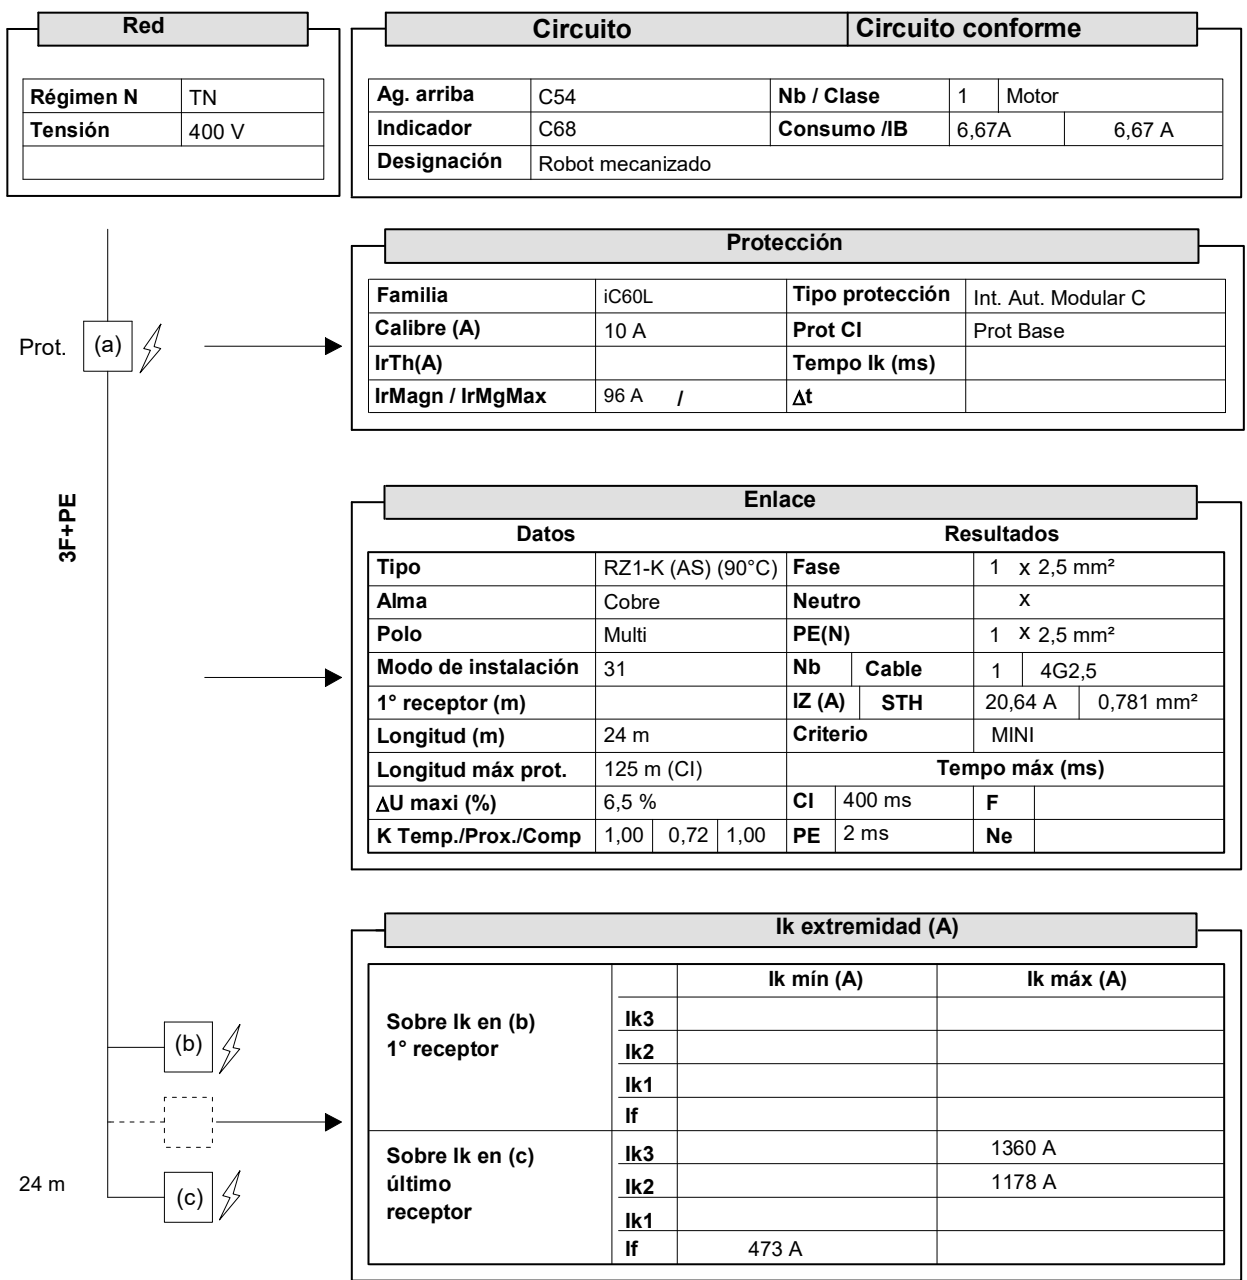 Red
Régimen N TN
Tensión 400 V
Circuito Circuito conforme
Ag. arriba C54 Nb / Clase 1 Motor
Indicador C68 Consumo /IB 6,67A 6,67 A
Designación Robot mecanizado
Protección
Familia iC60L Tipo protección Int. Aut. Modular C
Calibre (A) 10 A Prot CI Prot Base
IrTh(A) Tempo Ik (ms)
IrMagn / IrMgMax 96 A / Δt
Prot. (a)
3F+PE
Enlace
Datos Resultados
Tipo RZ1-K (AS) (90°C) Fase 1 x 2,5 mm²
Alma Cobre Neutro x
Polo Multi PE(N) 1 x 2,5 mm²
Modo de instalación 31 Nb Cable 1 4G2,5
1° receptor (m) IZ (A) STH 20,64 A 0,781 mm²
Longitud (m) 24 m Criterio MINI
Longitud máx prot. 125 m (CI) Tempo máx (ms)
ΔU maxi (%) 6,5 % CI 400 ms F
K Temp./Prox./Comp 1,00 0,72 1,00 PE 2 ms Ne
Ik extremidad (A)
Ik mín (A) Ik máx (A)
Sobre Ik en (b)
1° receptor
Ik3
Ik2
Ik1
If
Sobre Ik en (c)
último
receptor
Ik3 1360 A
Ik2 1178 A
Ik1
If 473 A
(b)
24 m (c)